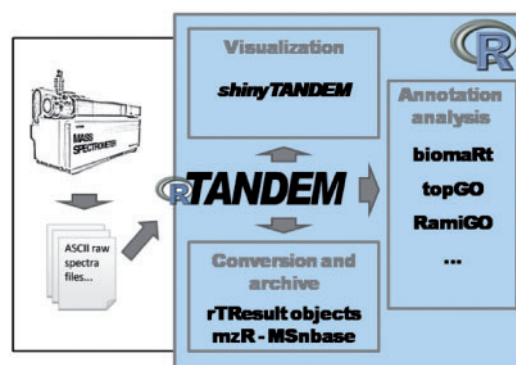 Visualization
shinyTANDEM
R
Annotation
analysis
biomaRt
topGO
RamiGO
...
MASS
SPECTROMETER
RTANDEM
ASCII raw
spectra
files...
Conversion and
archive
rTResult objects
mzR - MSnbase